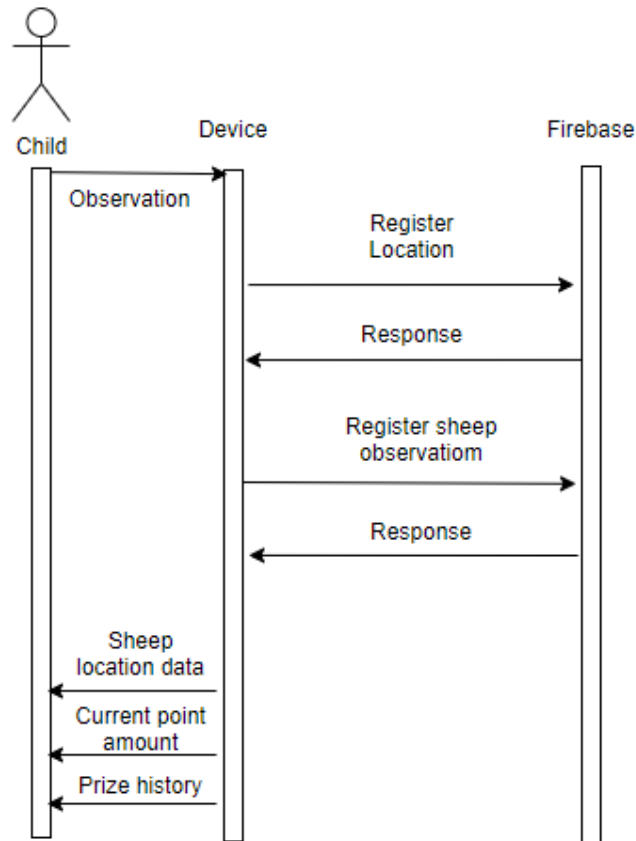 Child
Device
Firebase
Observation
Register
Location
Response
Register sheep
observatiom
Response
Sheep
location data
Current point
amount
Prize history